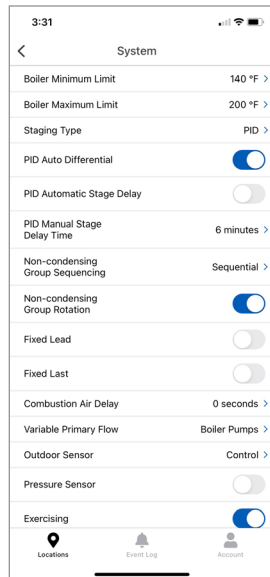 3:31
System
Boiler Minimum Limit 140 °F >
Boiler Maximum Limit 200 °F >
Staging Type PID >
PID Auto Differential
PID Automatic Stage Delay
PID Manual Stage
Delay Time 6 minutes >
Non-condensing
Group Sequencing Sequential >
Non-condensing
Group Rotation
Fixed Lead
Fixed Last
Combustion Air Delay 0 seconds >
Variable Primary Flow Boiler Pumps >
Outdoor Sensor Control >
Pressure Sensor
Exercising
Locations Event Log Account